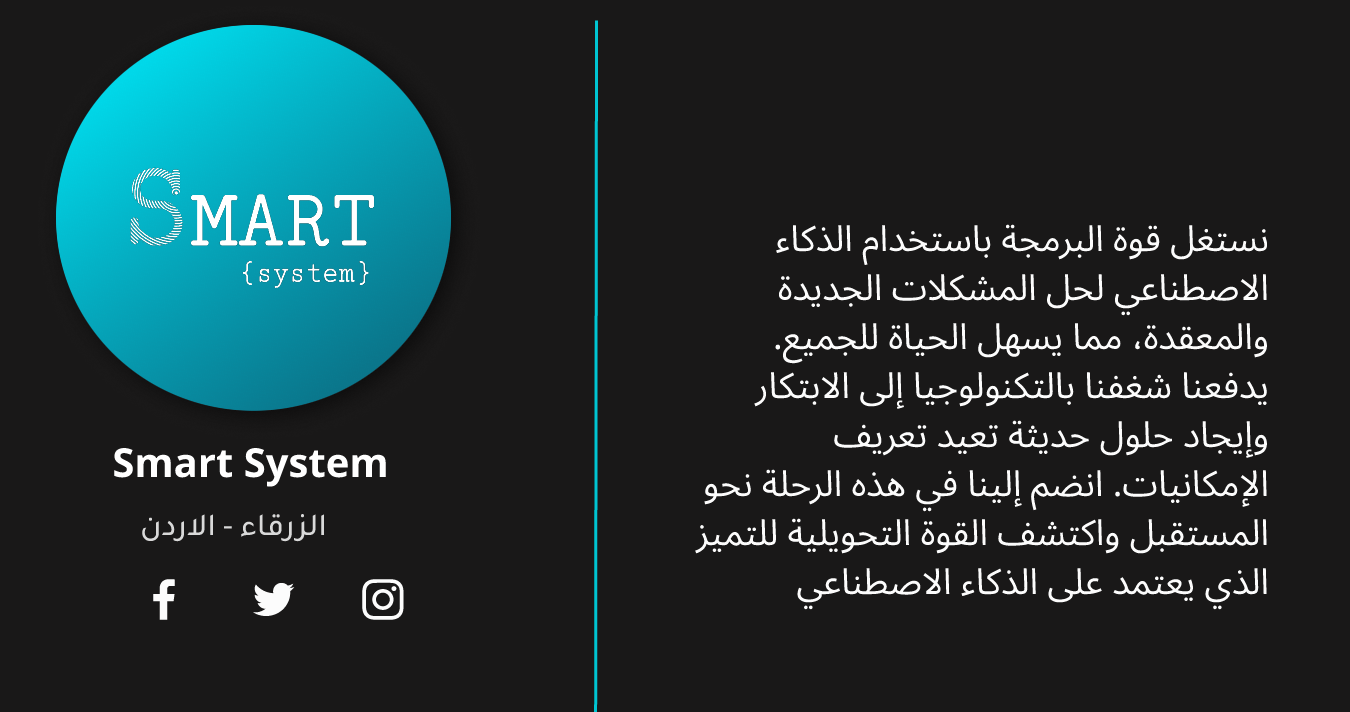 SMART
{system}
Smart System
الزرقاء - الاردن
نستغل قوة البرمجة باستخدام الذكاء
الاصطناعي لحل المشكلات الجديدة
والمعقدة، مما يسهل الحياة للجميع.
يدفعنا شغفنا بالتكنولوجيا إلى الابتكار
وإيجاد حلول حديثة تعيد تعريف
الإمكانيات. انضم إلينا في هذه الرحلة نحو
المستقبل واكتشف القوة التحويلية للتميز
الذي يعتمد على الذكاء الاصطناعي